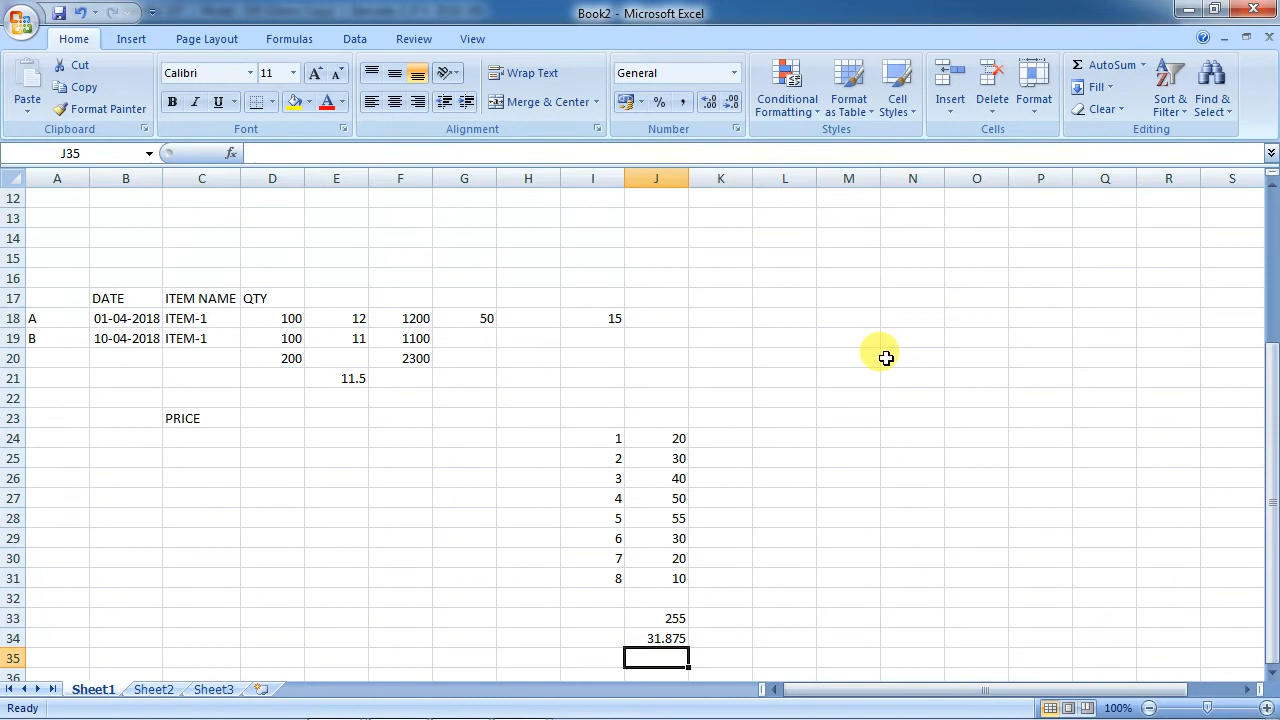 Book2 - Microsoft Excel
Home Insert Page Layout Formulas Data Review View
Paste Cut Copy Format Painter Clipboard
Calibri 11 A A B I U A Font
Wrap Text Merge & Center Alignment
General % , Number
Conditional Formatting Format as Table Cell Styles Styles
Insert Delete Format Cells
Σ AutoSum Fill Clear Sort & Filter Find & Select Editing
J35 fx
A B C D E F G H I J K L M N O P Q R S
12
13
14
15
16
17 DATE ITEM NAME QTY
18 A 01-04-2018 ITEM-1 100 12 1200 50 15
19 B 10-04-2018 ITEM-1 100 11 1100
20 200 2300
21 11.5
22
23 PRICE
24 1 20
25 2 30
26 3 40
27 4 50
28 5 55
29 6 30
30 7 20
31 8 10
32
33 255
34 31.875
35
36
Sheet1 Sheet2 Sheet3
Ready 100%